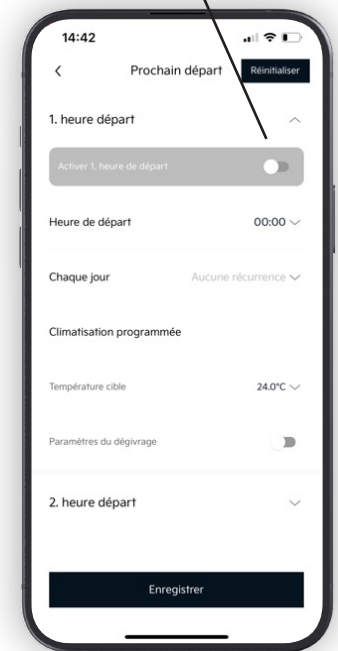 14:42
Prochain départ
Réinitialiser
1. heure départ
Activer 1. heure de départ
Heure de départ 00:00
Chaque jour Aucune récurrence
Climatisation programmée
Température cible 24.0°C
Paramètres du dégivrage
2. heure départ
Enregistrer